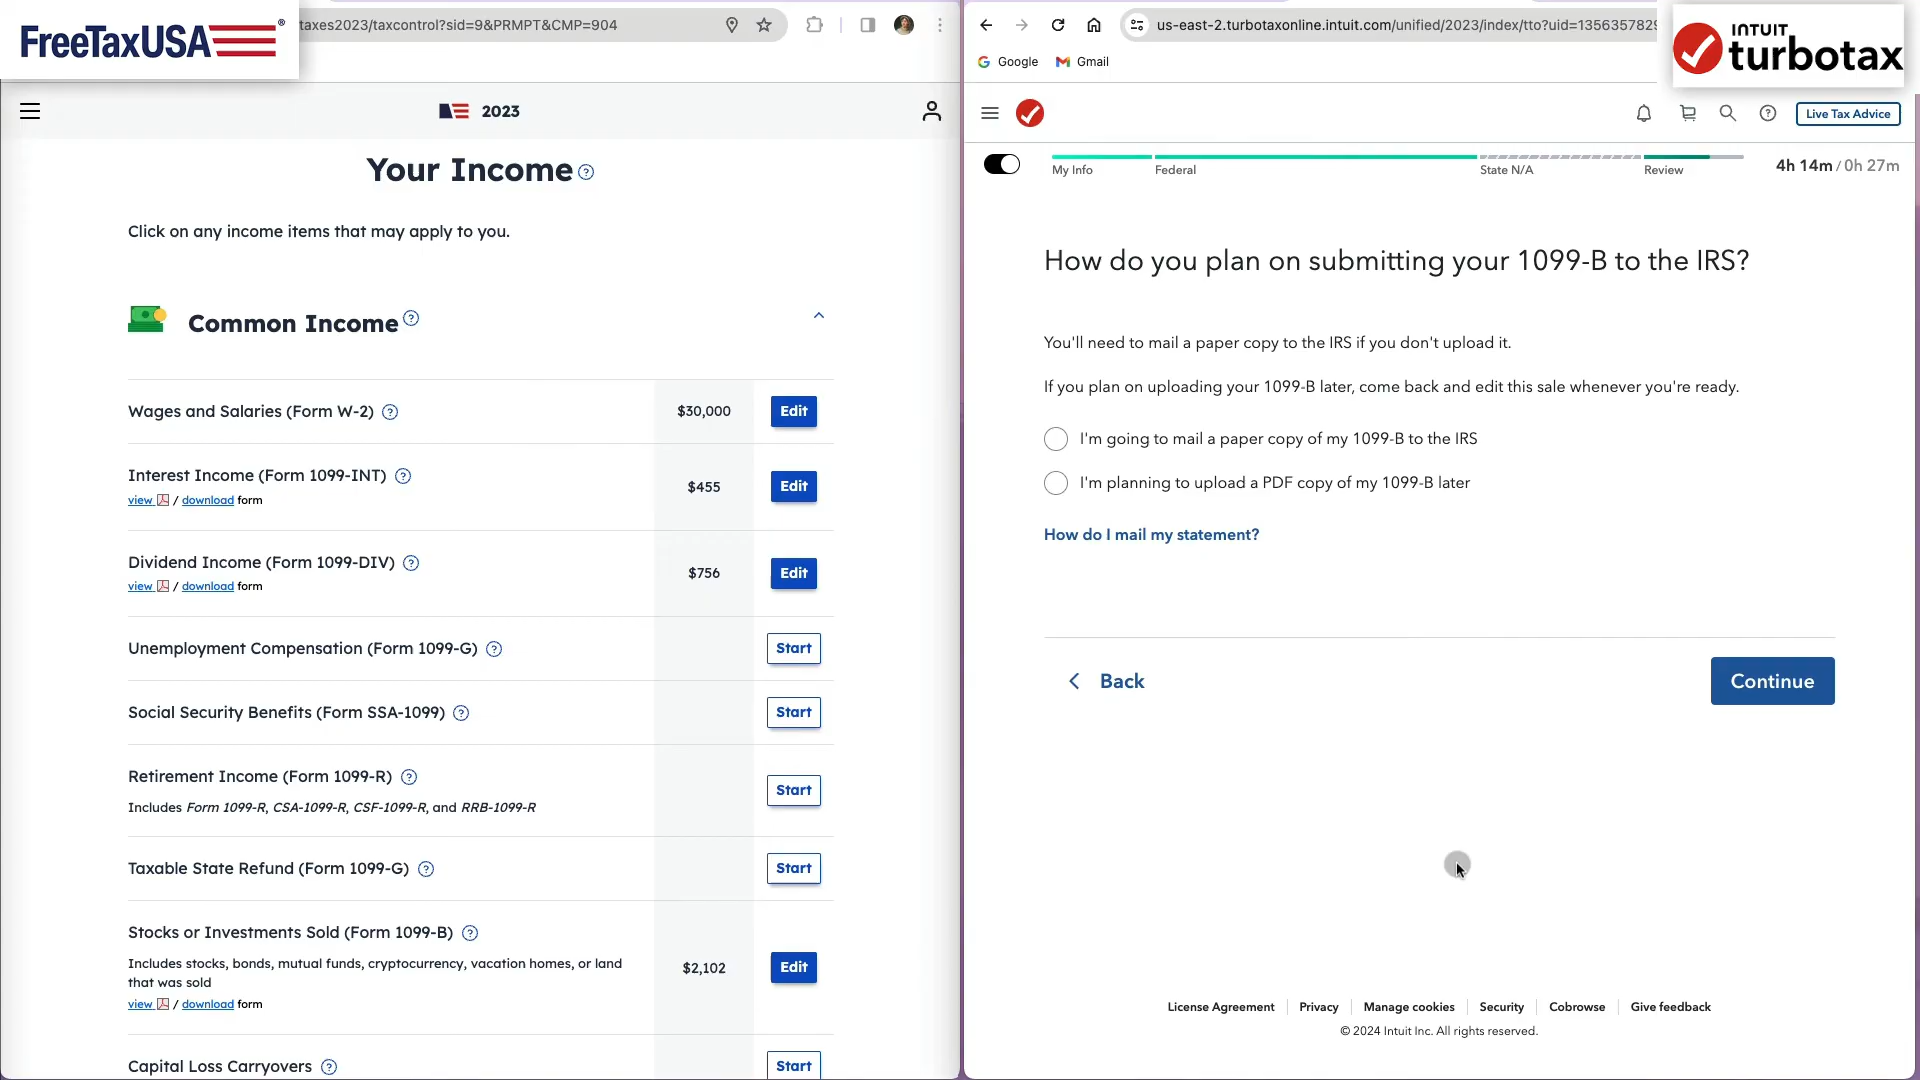 FreeTaxUSA®
taxes2023/taxcontrol?sid=9&PRMPT&CMP=904
2023
Your Income
Click on any income items that may apply to you.
Common Income
Wages and Salaries (Form W-2)
$30,000
Edit
Interest Income (Form 1099-INT)
view / download form
$455
Edit
Dividend Income (Form 1099-DIV)
view / download form
$756
Edit
Unemployment Compensation (Form 1099-G)
Start
Social Security Benefits (Form SSA-1099)
Start
Retirement Income (Form 1099-R)
Includes Form 1099-R, CSA-1099-R, CSF-1099-R, and RRB-1099-R
Start
Taxable State Refund (Form 1099-G)
Start
Stocks or Investments Sold (Form 1099-B)
Includes stocks, bonds, mutual funds, cryptocurrency, vacation homes, or land
that was sold
view / download form
$2,102
Edit
Capital Loss Carryovers
Start
us-east-2.turbotaxonline.intuit.com/unified/2023/index/tto?uid=135635782
INTUIT
turbotax
Google
Gmail
Live Tax Advice
My Info
Federal
State N/A
Review
4h 14m / 0h 27m
How do you plan on submitting your 1099-B to the IRS?
You'll need to mail a paper copy to the IRS if you don't upload it.
If you plan on uploading your 1099-B later, come back and edit this sale whenever you're ready.
I'm going to mail a paper copy of my 1099-B to the IRS
I'm planning to upload a PDF copy of my 1099-B later
How do I mail my statement?
Back
Continue
License Agreement
Privacy
Manage cookies
Security
Cobrowse
Give feedback
© 2024 Intuit Inc. All rights reserved.